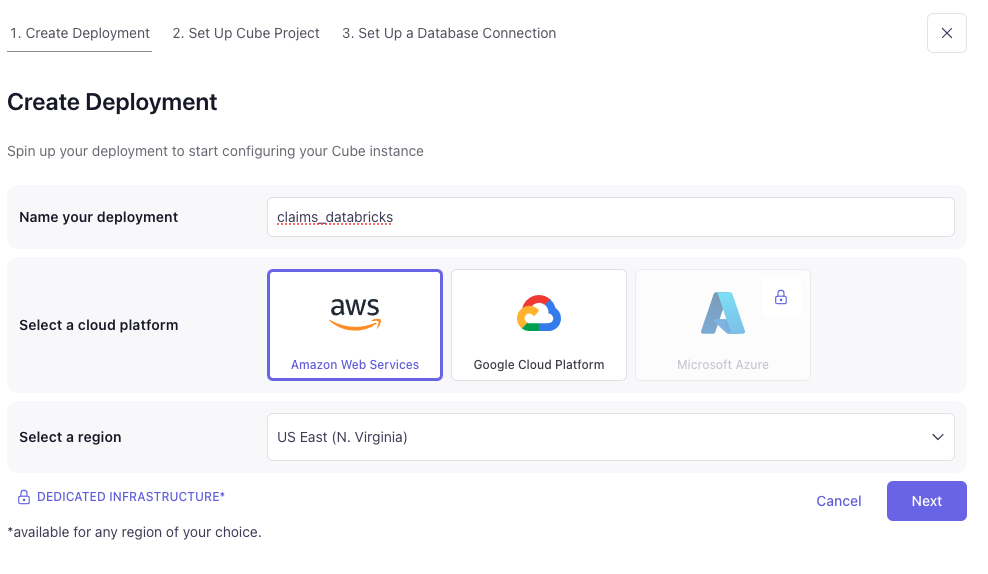 1. Create Deployment 2. Set Up Cube Project 3. Set Up a Database Connection
Create Deployment
Spin up your deployment to start configuring your Cube instance
Name your deployment claims_databricks
Select a cloud platform
aws
Amazon Web Services Google Cloud Platform Microsoft Azure
Select a region US East (N. Virginia)
DEDICATED INFRASTRUCTURE*
Cancel Next
*available for any region of your choice.